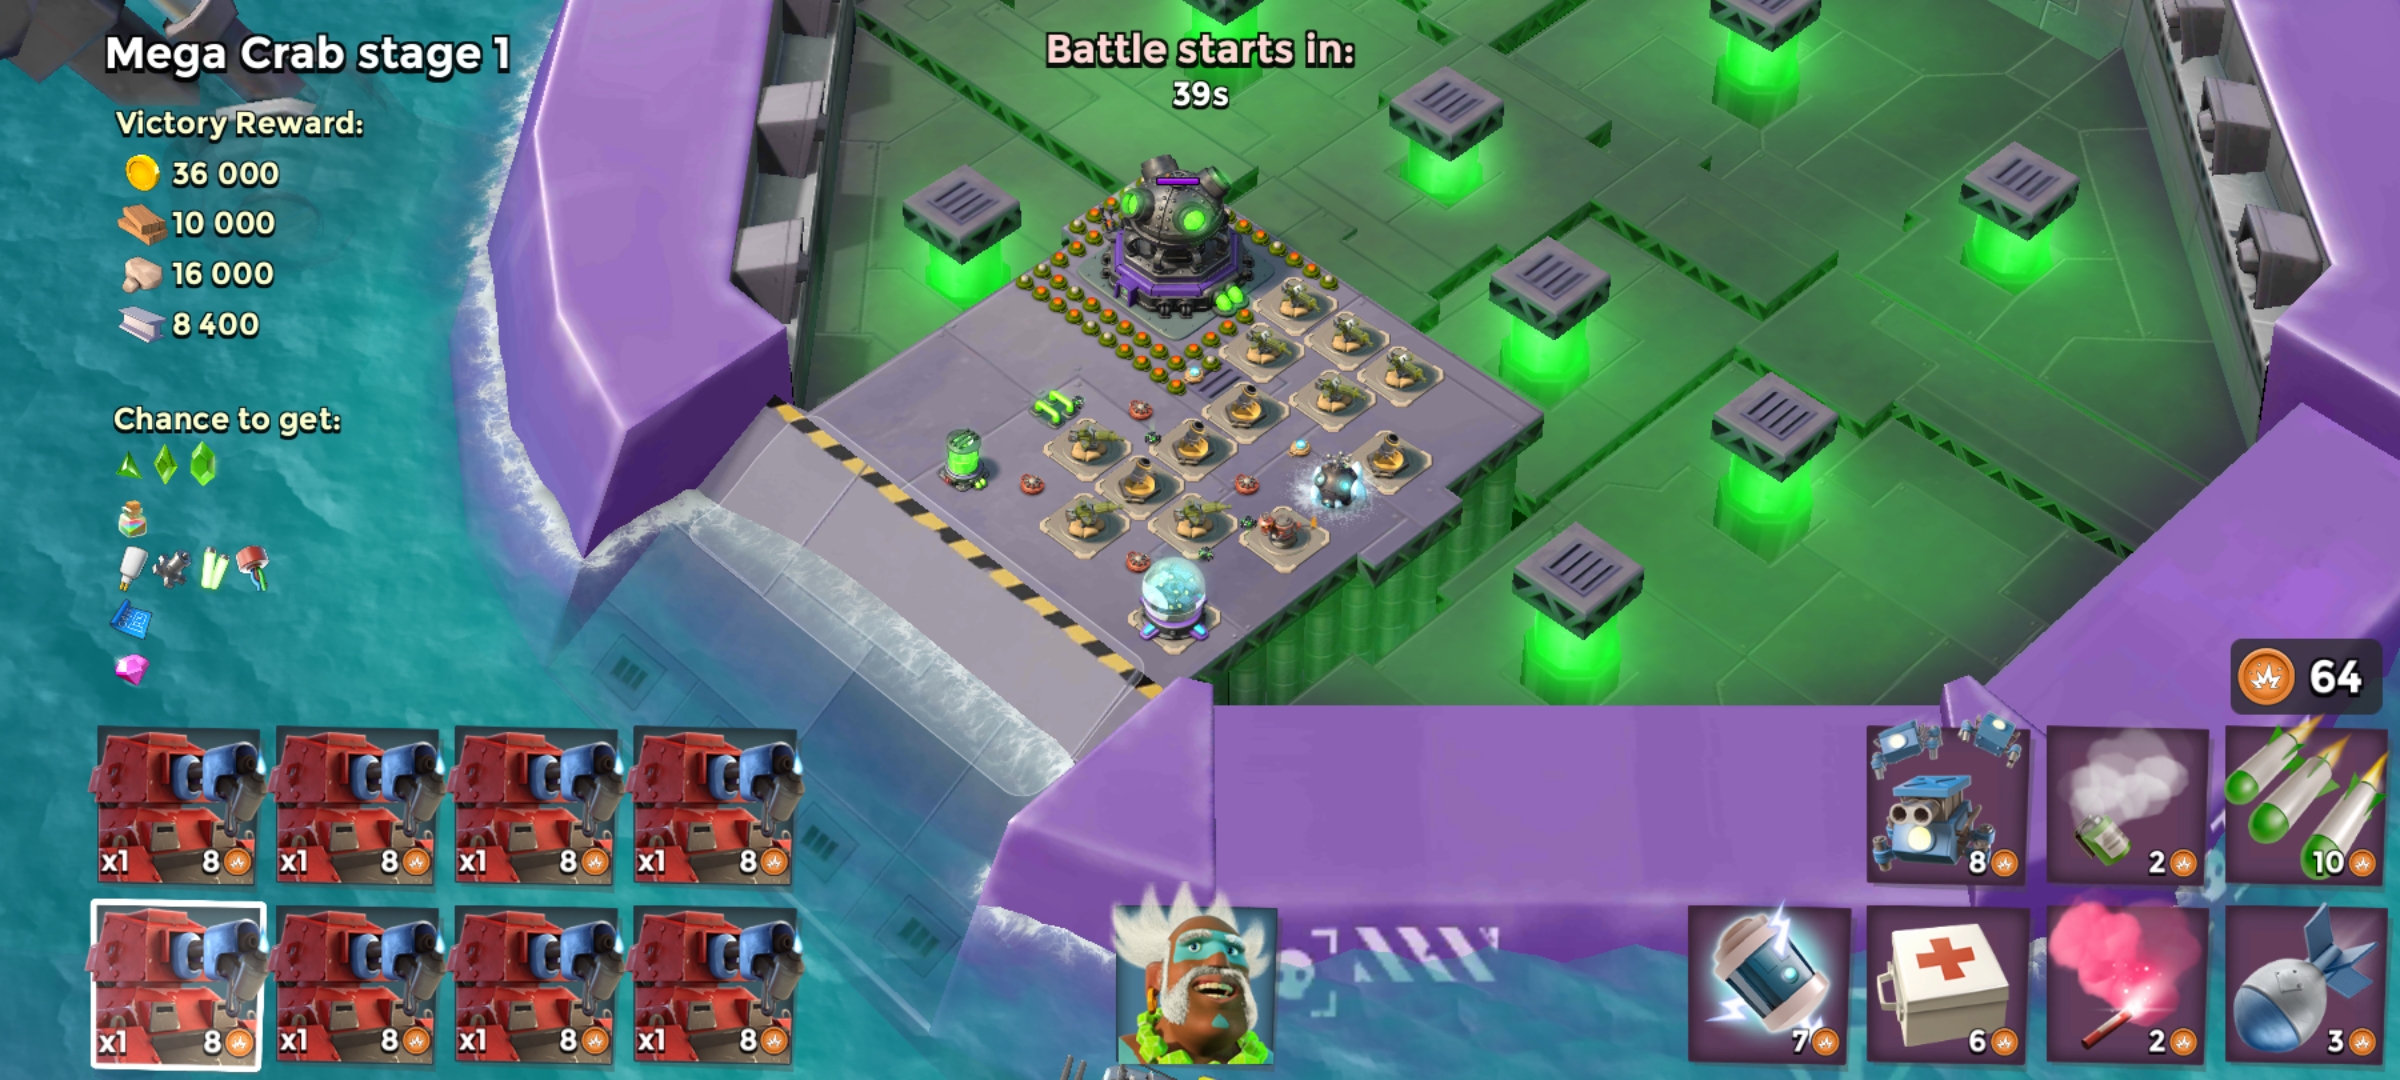 Mega Crab stage 1
Battle starts in:
39s
Victory Reward:
36 000
10 000
16 000
8 400
Chance to get:
64
x1 8
x1 8
x1 8
x1 8
8
2
10
x1 8
x1 8
x1 8
x1 8
7
6
2
3